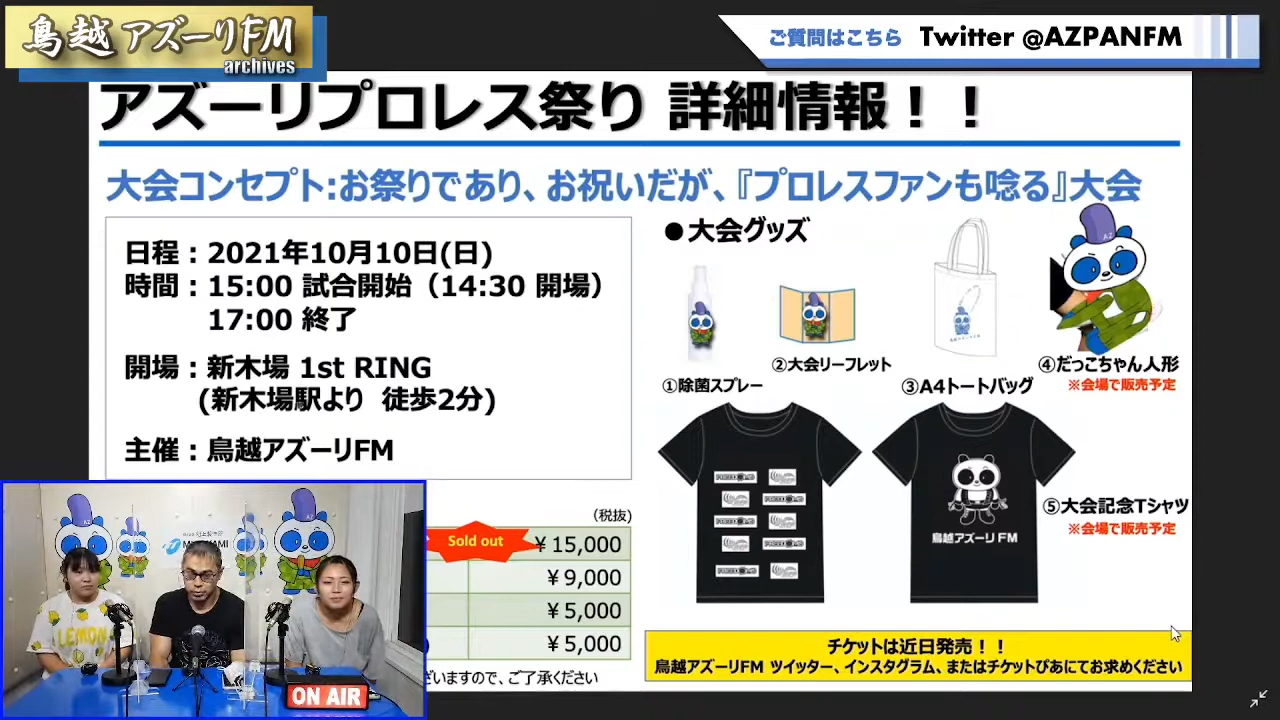 鳥越アズーリFM
archives
ご質問はこちら Twitter @AZPANFM
アズーリプロレス祭り 詳細情報！！
大会コンセプト:お祭りであり、お祝いだが、『プロレスファンも唸る』大会
日程：2021年10月10日(日)
時間：15:00 試合開始（14:30 開場）
17:00 終了
開場：新木場 1st RING
(新木場駅より 徒歩2分)
主催：鳥越アズーリFM
●大会グッズ
①除菌スプレー
②大会リーフレット
③A4トートバッグ
④だっこちゃん人形
※会場で販売予定
鳥越アズーリFM
⑤大会記念Tシャツ
※会場で販売予定
（税抜）
Sold out
￥15,000
￥9,000
￥5,000
￥5,000
ざいますので、ご了承ください
チケットは近日発売！！
鳥越アズーリFM ツイッター、インスタグラム、またはチケットぴあにてお求めください
AZ
LEMON
ON AIR